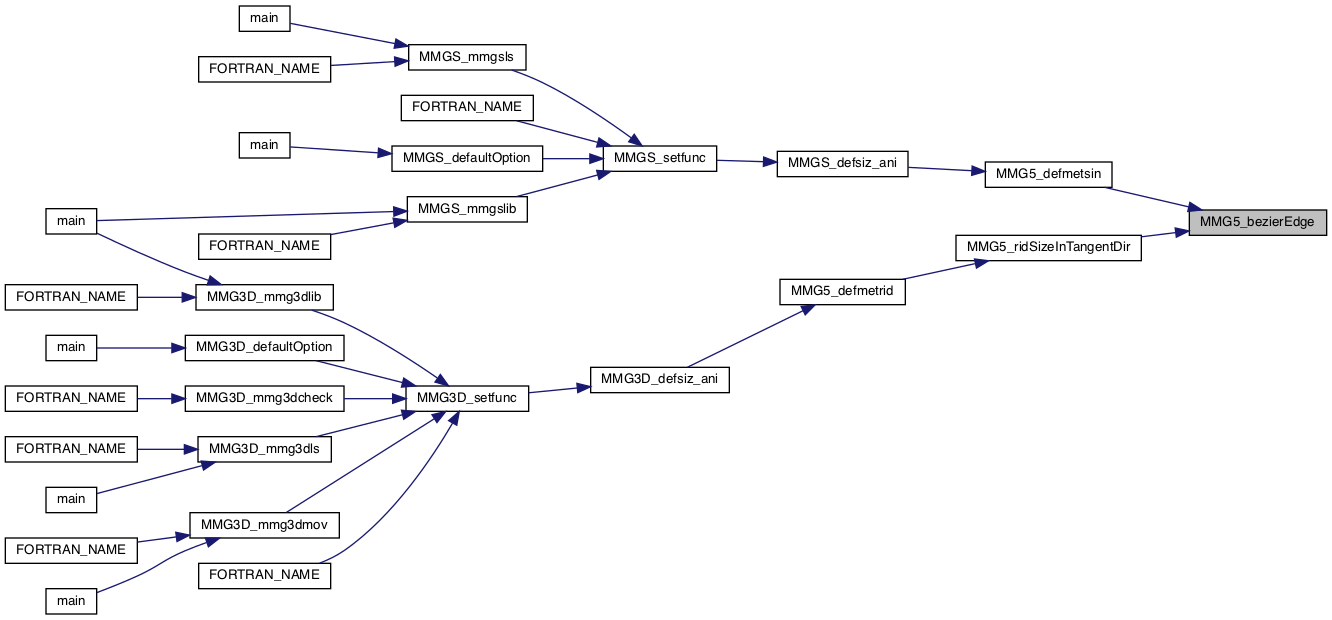 main
MMGS_mmgsls
FORTRAN_NAME
FORTRAN_NAME
main
MMGS_defaultOption
MMGS_setfunc
MMGS_defsiz_ani
MMG5_defmetsin
MMGS_mmgslib
main
MMG5_bezierEdge
FORTRAN_NAME
MMG5_ridSizeInTangentDir
FORTRAN_NAME
MMG3D_mmg3dlib
MMG5_defmetrid
main
MMG3D_defaultOption
MMG3D_defsiz_ani
FORTRAN_NAME
MMG3D_mmg3dcheck
MMG3D_setfunc
FORTRAN_NAME
MMG3D_mmg3dls
main
MMG3D_mmg3dmov
FORTRAN_NAME
FORTRAN_NAME
main